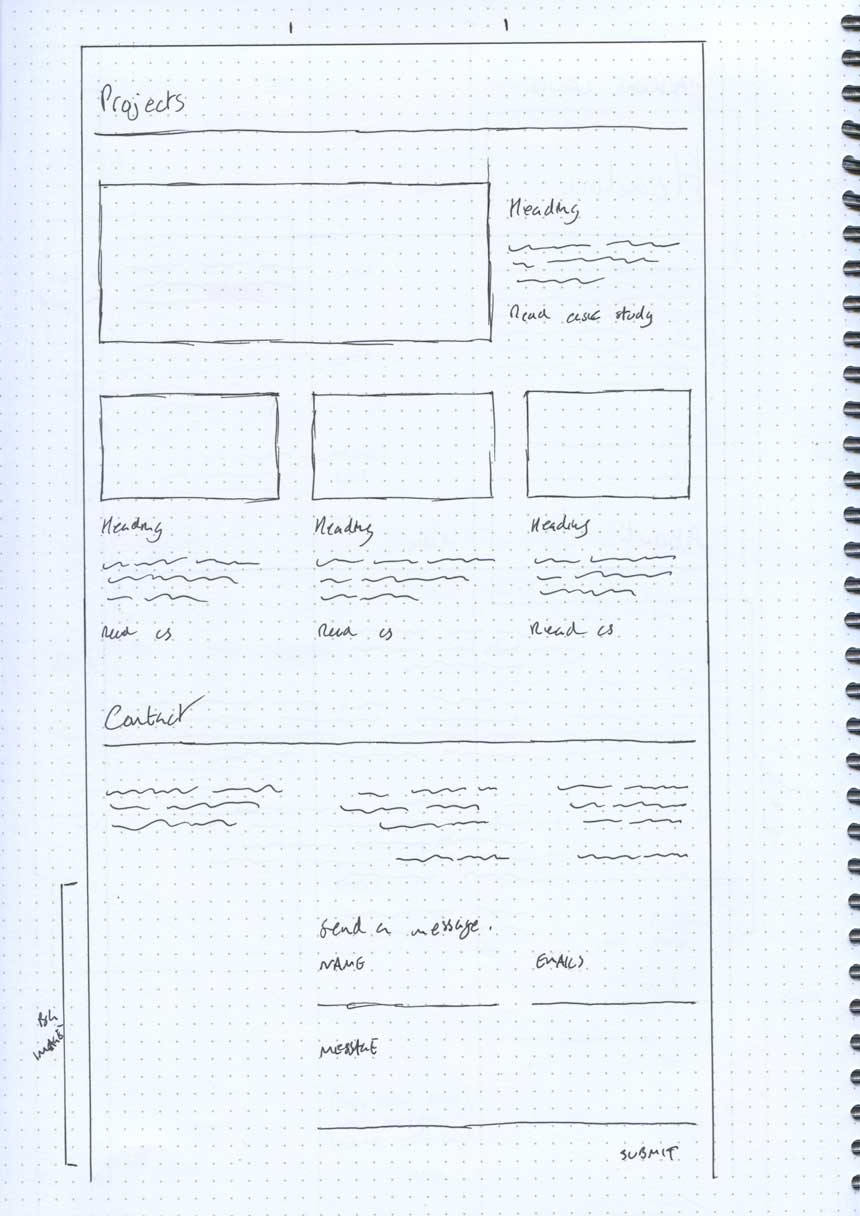 Projects
Heading
Read case study
Heading Heading Heading
Read cs Read cs Read cs
Contact
Send a message.
NAME EMAIL
MESSAGE
SUBMIT